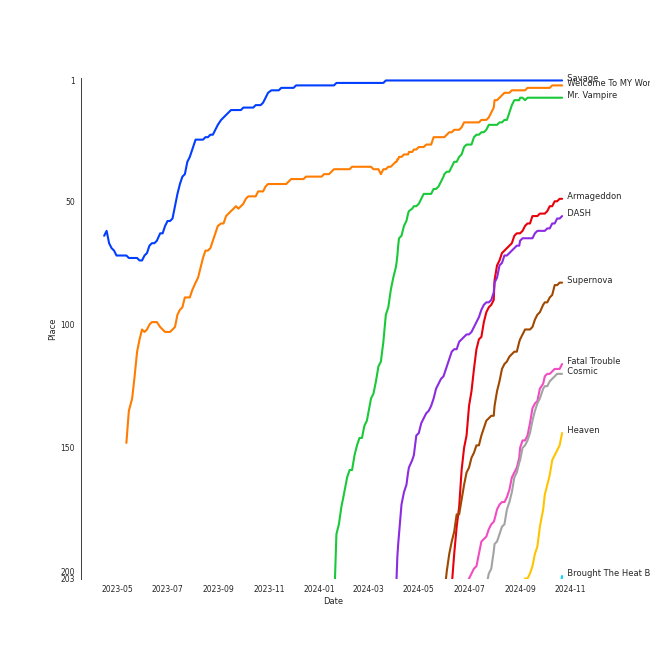 1
50
100
150
200
203
Place
Savage
Welcome To MY Wor
Mr. Vampire
Armageddon
DASH
Supernova
Fatal Trouble
Cosmic
Heaven
Brought The Heat B
2023-05
2023-07
2023-09
2023-11
2024-01
2024-03
2024-05
2024-07
2024-09
2024-11
Date